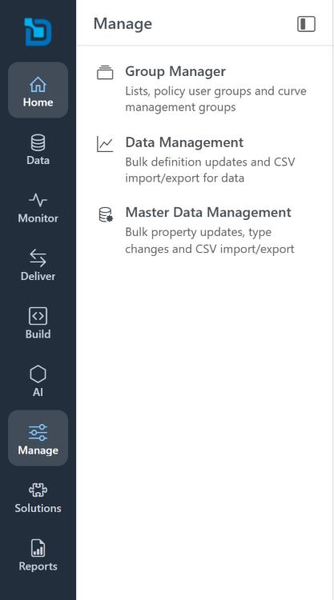 Manage
Group Manager
Lists, policy user groups and curve
management groups
Data Management
Bulk definition updates and CSV
import/export for data
Master Data Management
Bulk property updates, type
changes and CSV import/export
Home
Data
Monitor
Deliver
Build
AI
Manage
Solutions
Reports